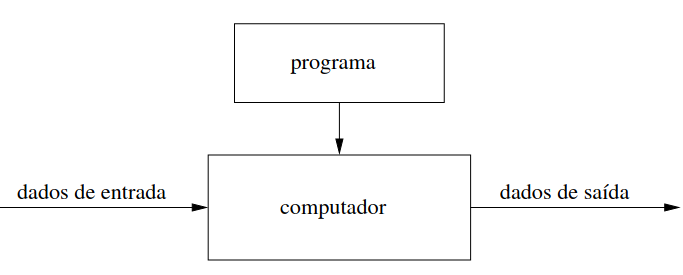 programa
dados de entrada
computador
dados de saída